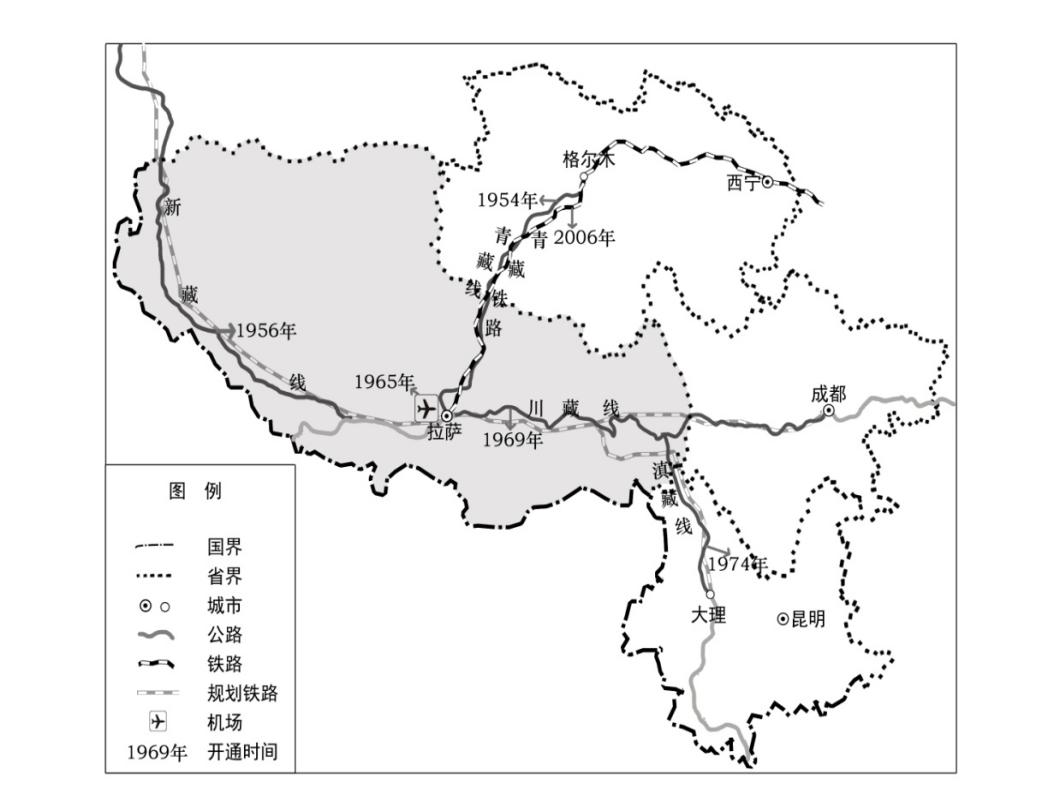 格尔木
西宁
1954年
2006年
青藏线
青藏铁路
新藏线
1956年
1965年
拉萨
川藏线
1969年
成都
滇藏线
1974年
大理
昆明
图例
国界
省界
城市
公路
铁路
规划铁路
机场
1969年 开通时间